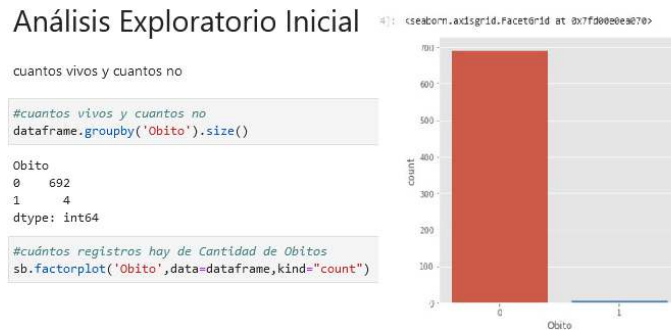 Análisis Exploratorio Inicial
cuantos vivos y cuantos no
#cuantos vivos y cuantos no
dataframe.groupby('Obito').size()
Obito
0    692
1      4
dtype: int64
#cuántos registros hay de Cantidad de Obitos
sb.factorplot('Obito',data=dataframe,kind="count")
4]: <seaborn.axisgrid.FacetGrid at 0x7fd00e0ea070>
700
600
500
400
300
200
100
0
count
0 1
Obito